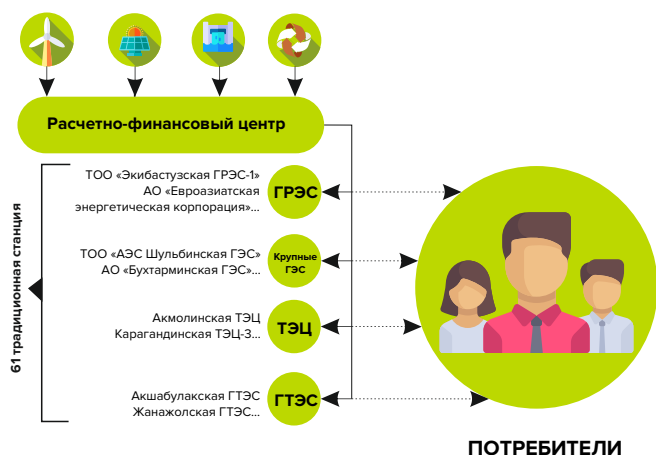 Расчетно-финансовый центр
61 традиционная станция
ТОО «Экибастузская ГРЭС-1»
АО «Евроазиатская
энергетическая корпорация»...
ГРЭС
ТОО «АЭС Шульбинская ГЭС»
АО «Бухтарминская ГЭС»...
Крупные
ГЭС
Акмолинская ТЭЦ
Карагандинская ТЭЦ-3...
ТЭЦ
Акшабулакская ГТЭС
Жанажолская ГТЭС...
ГТЭС
ПОТРЕБИТЕЛИ